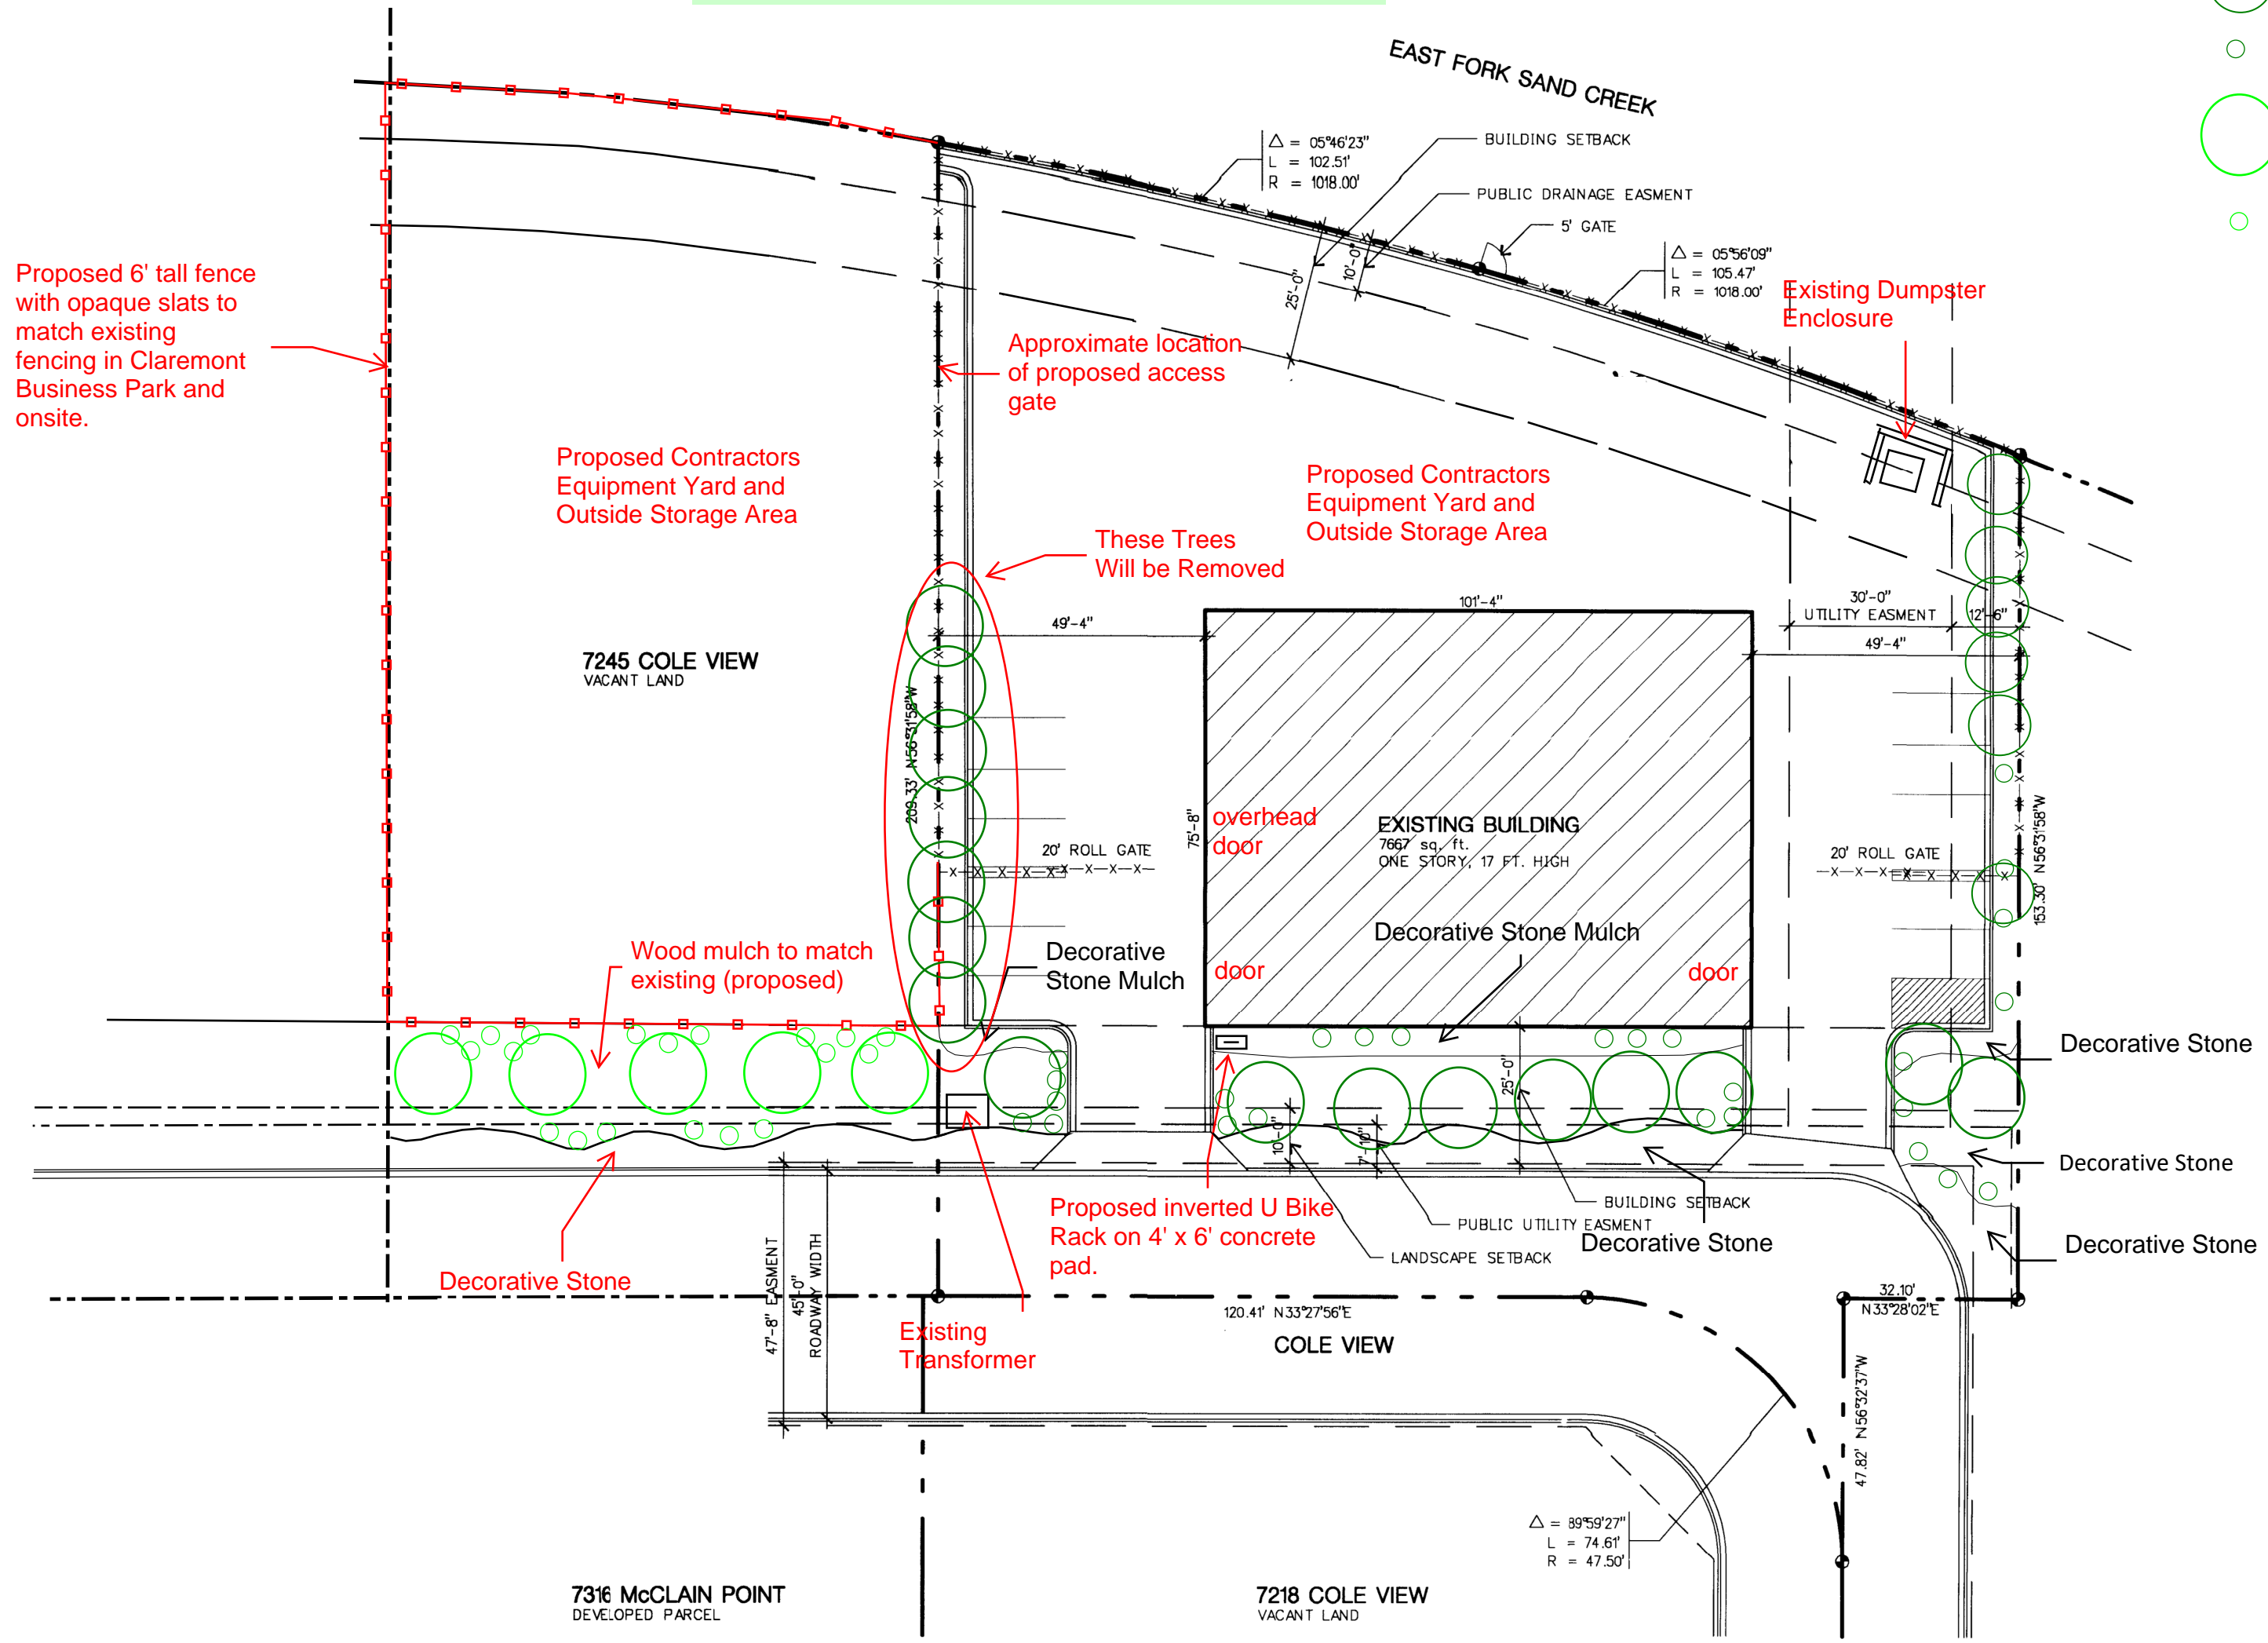 EAST FORK SAND CREEK
BUILDING SETBACK
△ = 05°46'23"
L = 102.51'
R = 1018.00'
PUBLIC DRAINAGE EASMENT
5' GATE
△ = 05°56'09"
L = 105.47'
R = 1018.00'
25'-0"
10'-0"
Existing Dumpster
Enclosure
Proposed 6' tall fence
with opaque slats to
match existing
fencing in Claremont
Business Park and
onsite.
Approximate location
of proposed access
gate
Proposed Contractors
Equipment Yard and
Outside Storage Area
Proposed Contractors
Equipment Yard and
Outside Storage Area
These Trees
Will be Removed
101'-4"
30'-0"
UTILITY EASMENT
12'-6"
49'-4"
49'-4"
7245 COLE VIEW
VACANT LAND
209.33' N56°31'58"W
75'-8"
overhead
door
EXISTING BUILDING
7667 sq. ft.
ONE STORY, 17 FT. HIGH
20' ROLL GATE
20' ROLL GATE
153.30' N56°31'58"W
Wood mulch to match
existing (proposed)
Decorative
Stone Mulch
Decorative Stone Mulch
door
door
Decorative Stone
25'-0"
10'-0"
7'-10"
Decorative Stone
Proposed inverted U Bike
Rack on 4' x 6' concrete
pad.
BUILDING SETBACK
PUBLIC UTILITY EASMENT
LANDSCAPE SETBACK
Decorative Stone
Decorative Stone
Decorative Stone
47'-8" EASMENT
45'-0"
ROADWAY WIDTH
Existing
Transformer
120.41' N33°27'56"E
COLE VIEW
32.10'
N33°28'02"E
47.82' N56°32'37"W
△ = 89°59'27"
L = 74.61'
R = 47.50'
7316 McCLAIN POINT
DEVELOPED PARCEL
7218 COLE VIEW
VACANT LAND